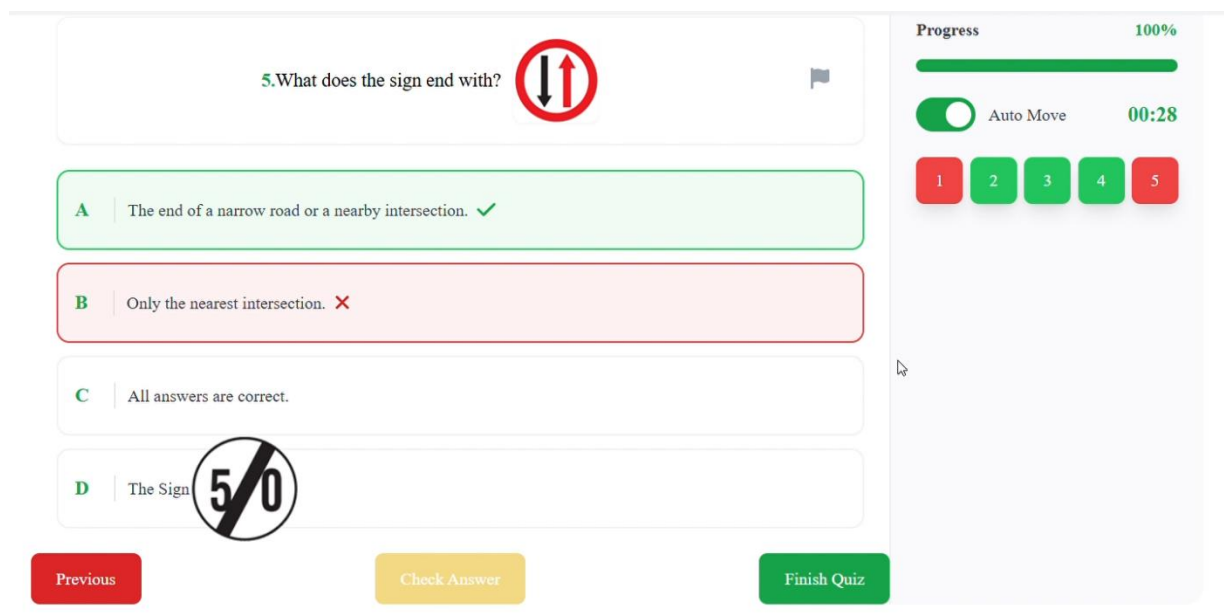 5.What does the sign end with?
A The end of a narrow road or a nearby intersection.
B Only the nearest intersection.
C All answers are correct.
D The Sign 50
Previous
Check Answer
Finish Quiz
Progress 100%
Auto Move 00:28
1 2 3 4 5